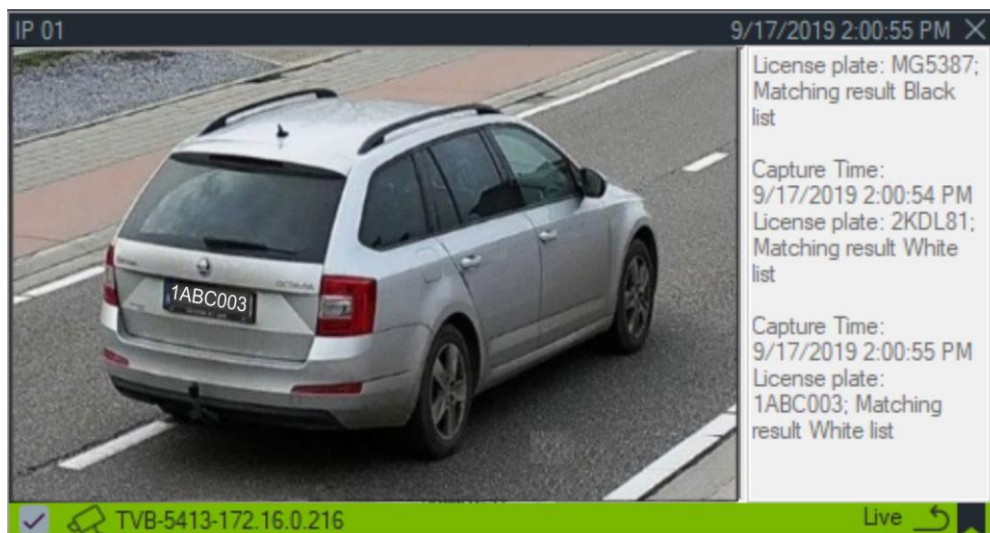 IP 01
9/17/2019 2:00:55 PM
License plate: MG5387;
Matching result Black
list
Capture Time:
9/17/2019 2:00:54 PM
License plate: 2KDL81;
Matching result White
list
Capture Time:
9/17/2019 2:00:55 PM
License plate:
1ABC003; Matching
result White list
1ABC003
OCTAVIA
TVB-5413-172.16.0.216
Live